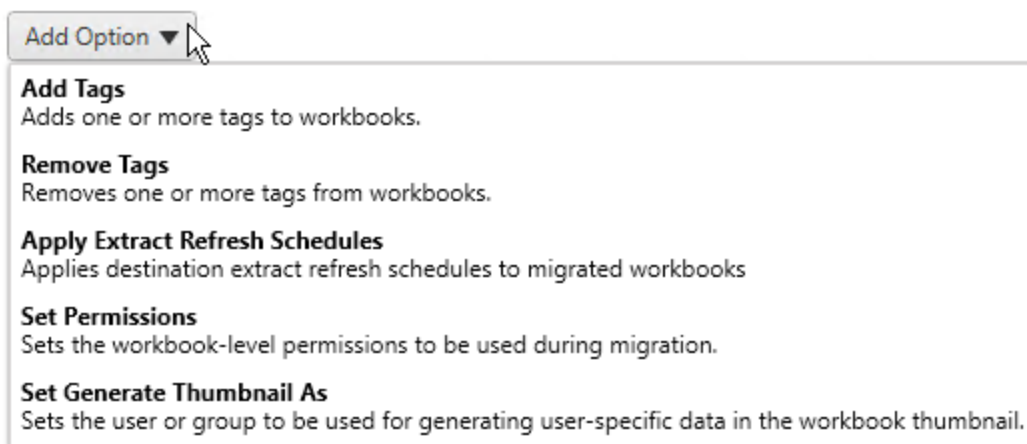 Add Option ▼
Add Tags
Adds one or more tags to workbooks.
Remove Tags
Removes one or more tags from workbooks.
Apply Extract Refresh Schedules
Applies destination extract refresh schedules to migrated workbooks
Set Permissions
Sets the workbook-level permissions to be used during migration.
Set Generate Thumbnail As
Sets the user or group to be used for generating user-specific data in the workbook thumbnail.